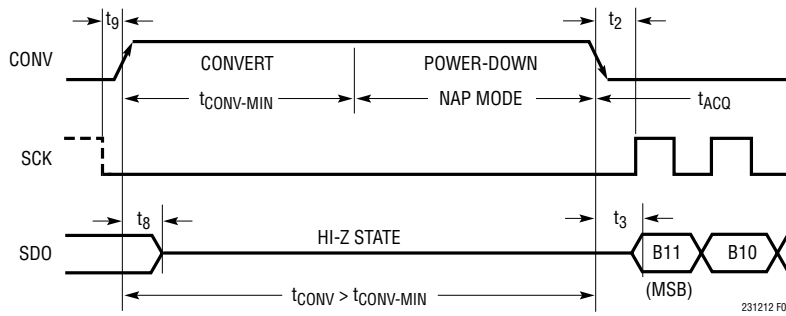 t9
t2
CONV
CONVERT
POWER-DOWN
tCONV-MIN
NAP MODE
tACQ
SCK
t8
t3
SDO
HI-Z STATE
B11
B10
(MSB)
tCONV > tCONV-MIN
231212 F0